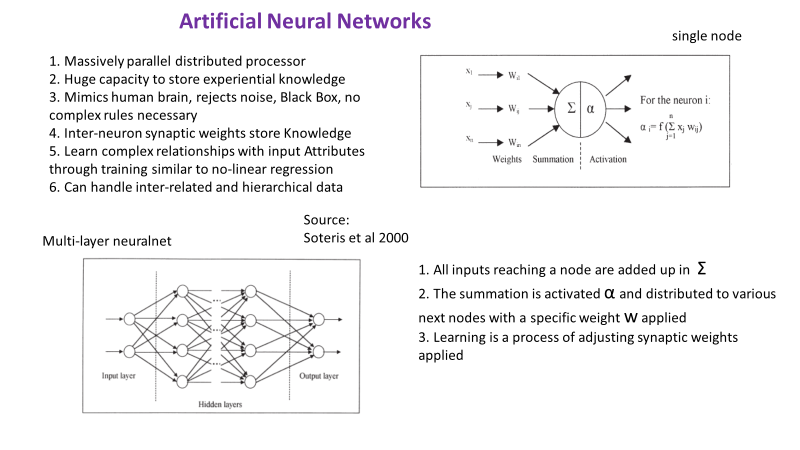 Artificial Neural Networks
single node
1. Massively parallel distributed processor
2. Huge capacity to store experiential knowledge
3. Mimics human brain, rejects noise, Black Box, no
complex rules necessary
4. Inter-neuron synaptic weights store Knowledge
5. Learn complex relationships with input Attributes
through training similar to no-linear regression
6. Can handle inter-related and hierarchical data
xⱼ Wᵢⱼ
Σ α
For the neuron i:
n
α ᵢ= f (Σ xⱼ wᵢⱼ)
j=1
Weights Summation Activation
Source:
Soteris et al 2000
Multi-layer neuralnet
Input layer
Output layer
Hidden layers
1. All inputs reaching a node are added up in Σ
2. The summation is activated α and distributed to various
next nodes with a specific weight w applied
3. Learning is a process of adjusting synaptic weights
applied